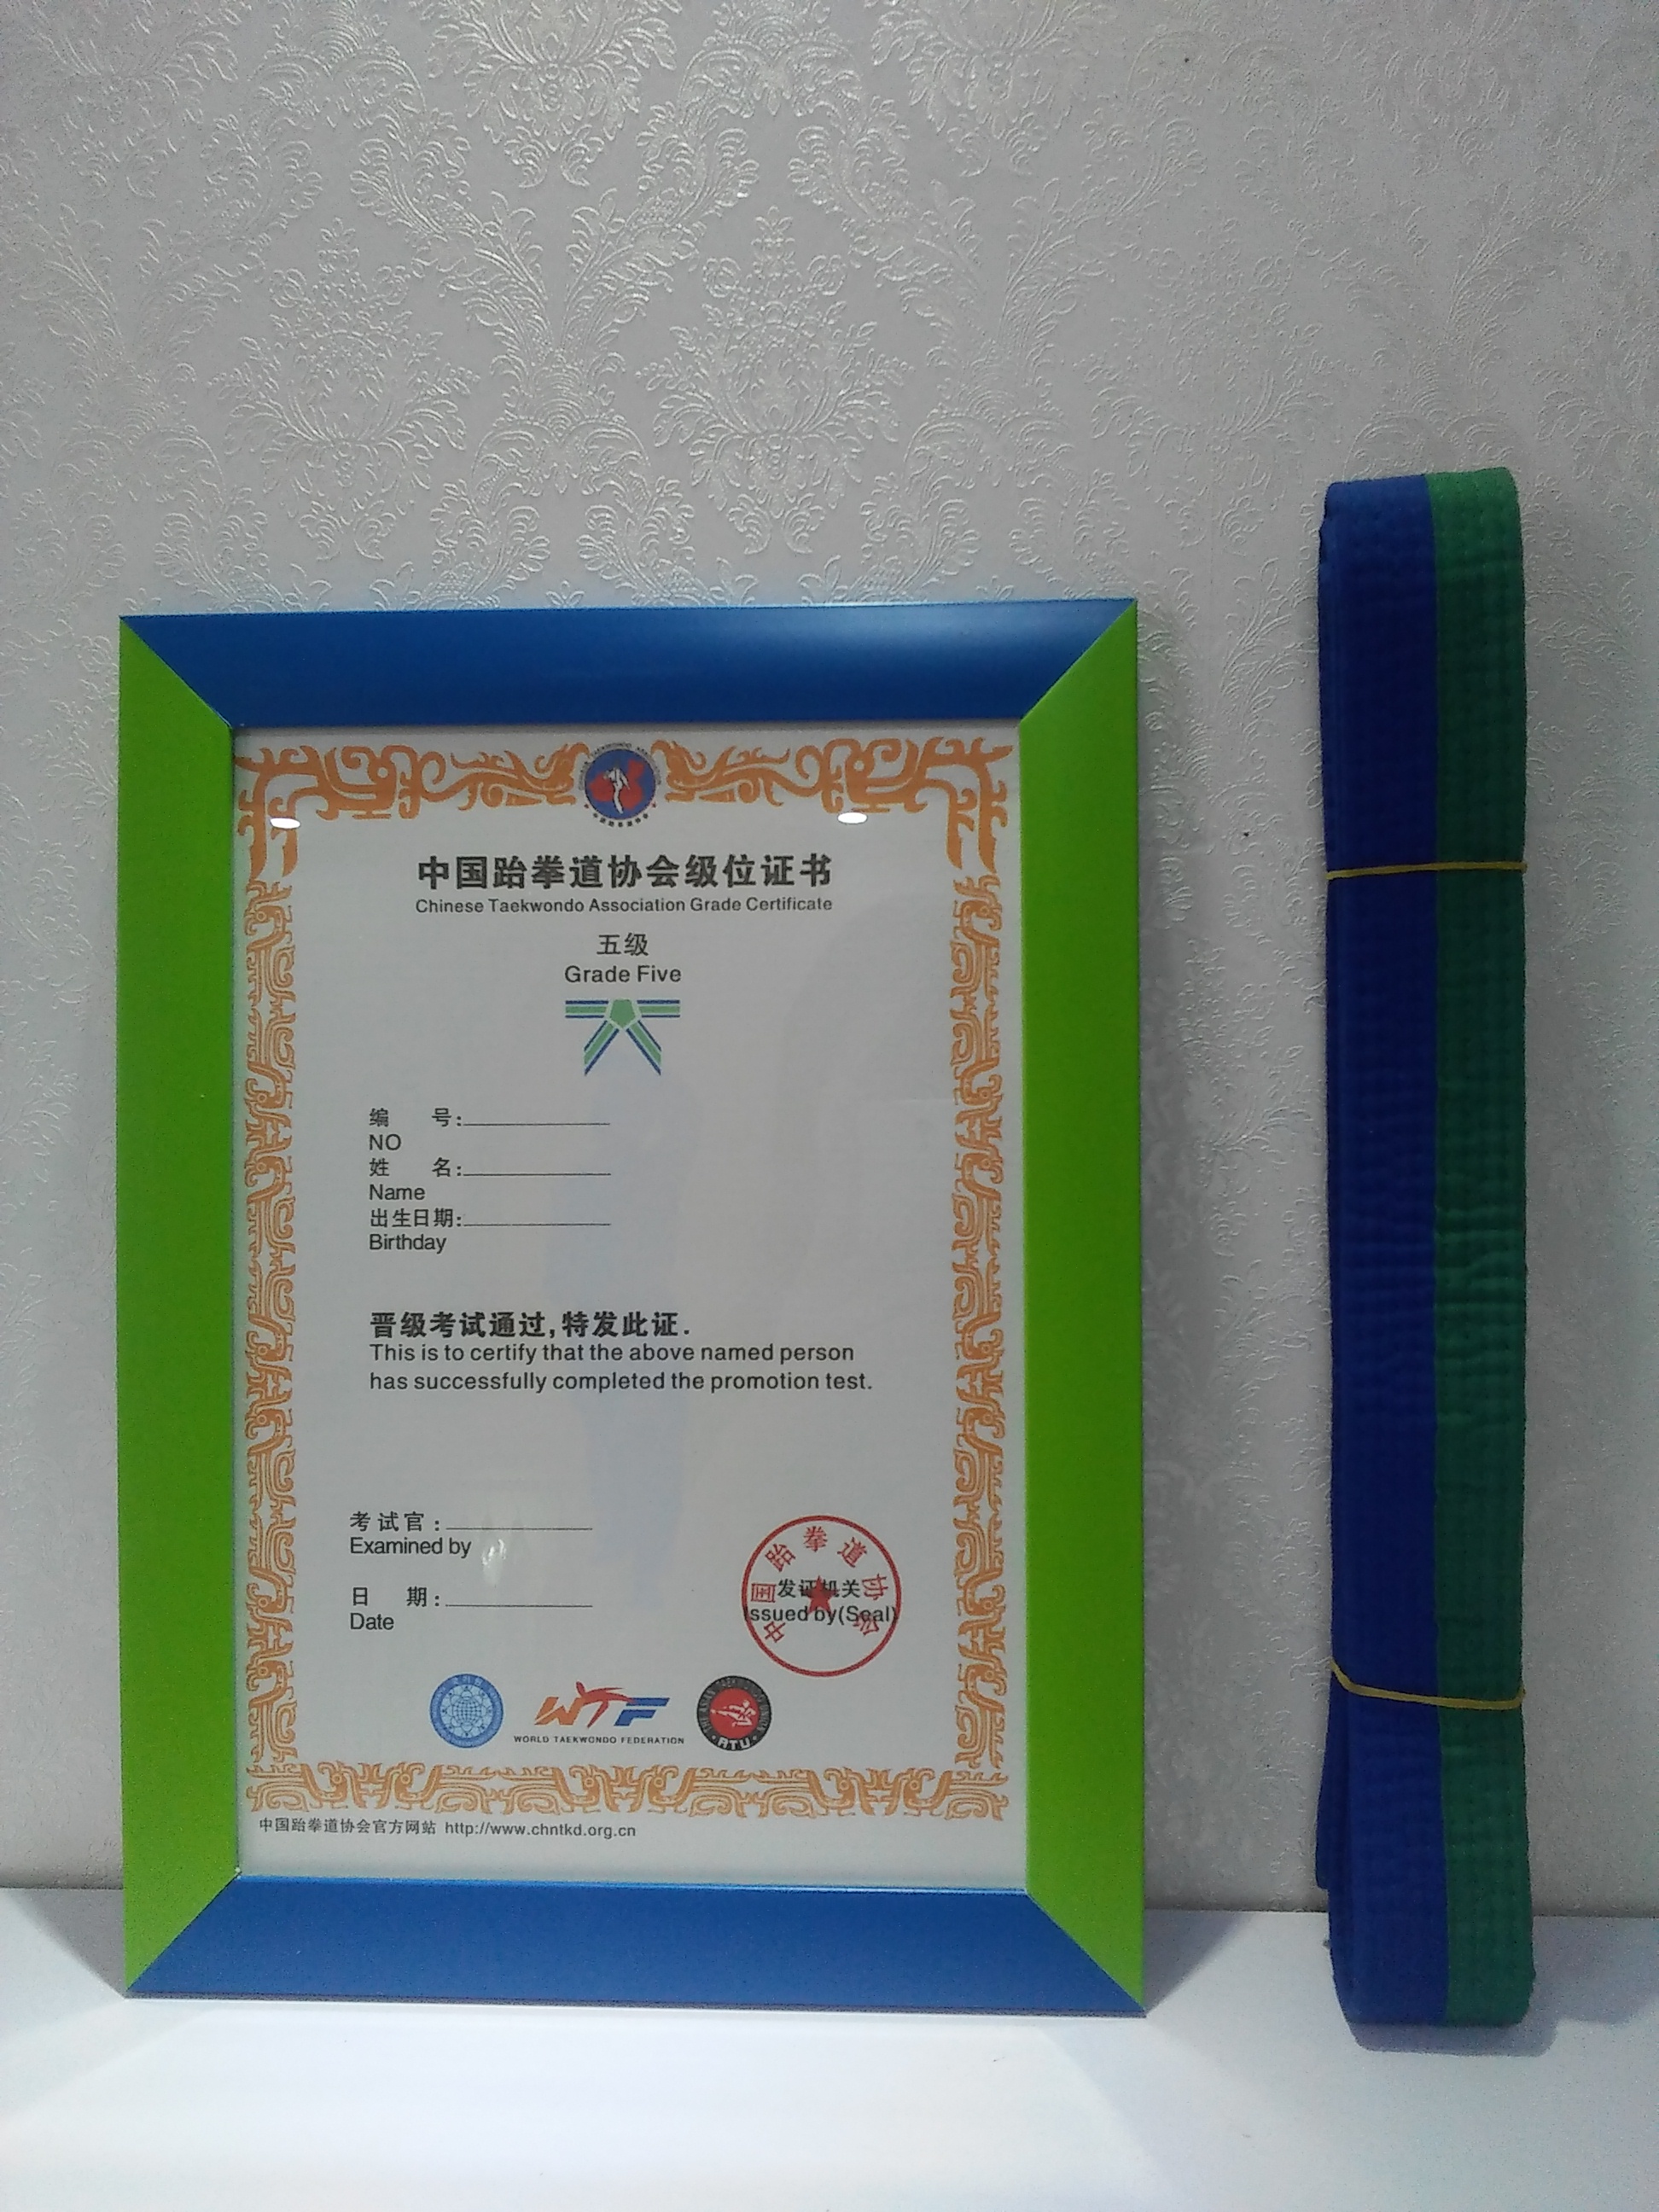 中国跆拳道协会级位证书
Chinese Taekwondo Association Grade Certificate
五级
Grade Five
编 号:
NO
姓 名:
Name
出生日期:
Birthday
晋级考试通过,特发此证.
This is to certify that the above named person
has successfully completed the promotion test.
考试官:
Examined by
日 期:
Date
中国跆拳道协会
发证机关
Issued by(Seal)
WTF
WORLD TAEKWONDO FEDERATION
中国跆拳道协会官方网站 http://www.chntkd.org.cn